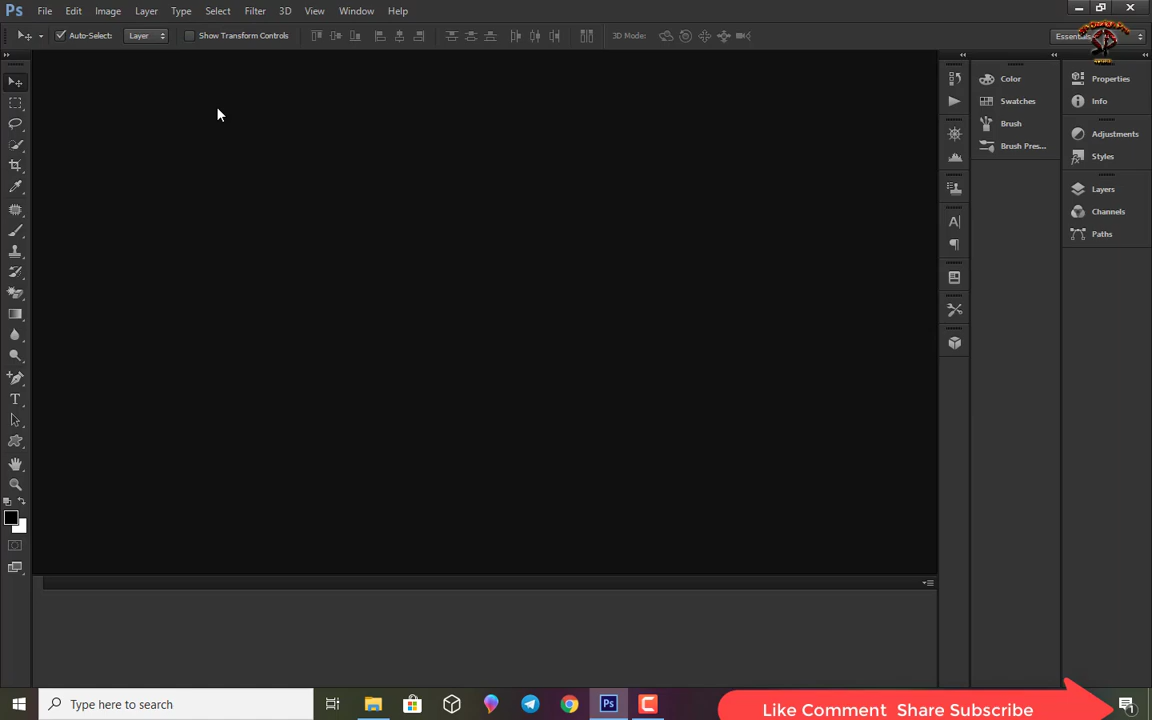 Ps File Edit Image Layer Type Select Filter 3D View Window Help
Auto-Select: Layer Show Transform Controls 3D Mode:
Color
Swatches
Brush
Brush Pres...
Properties
Info
Adjustments
Styles
Layers
Channels
Paths
Type here to search
Ps
Like Comment Share Subscribe
1